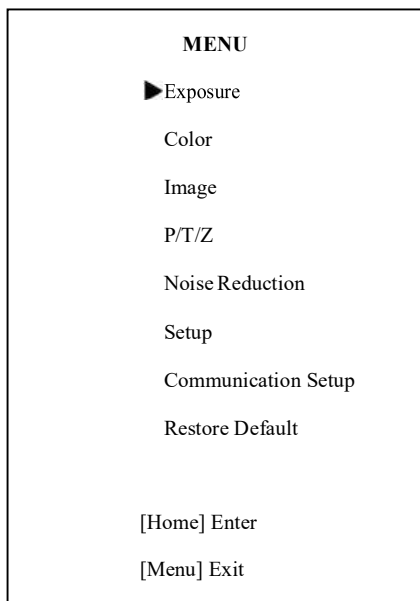 MENU
Exposure
Color
Image
P/T/Z
Noise Reduction
Setup
Communication Setup
Restore Default
[Home] Enter
[Menu] Exit